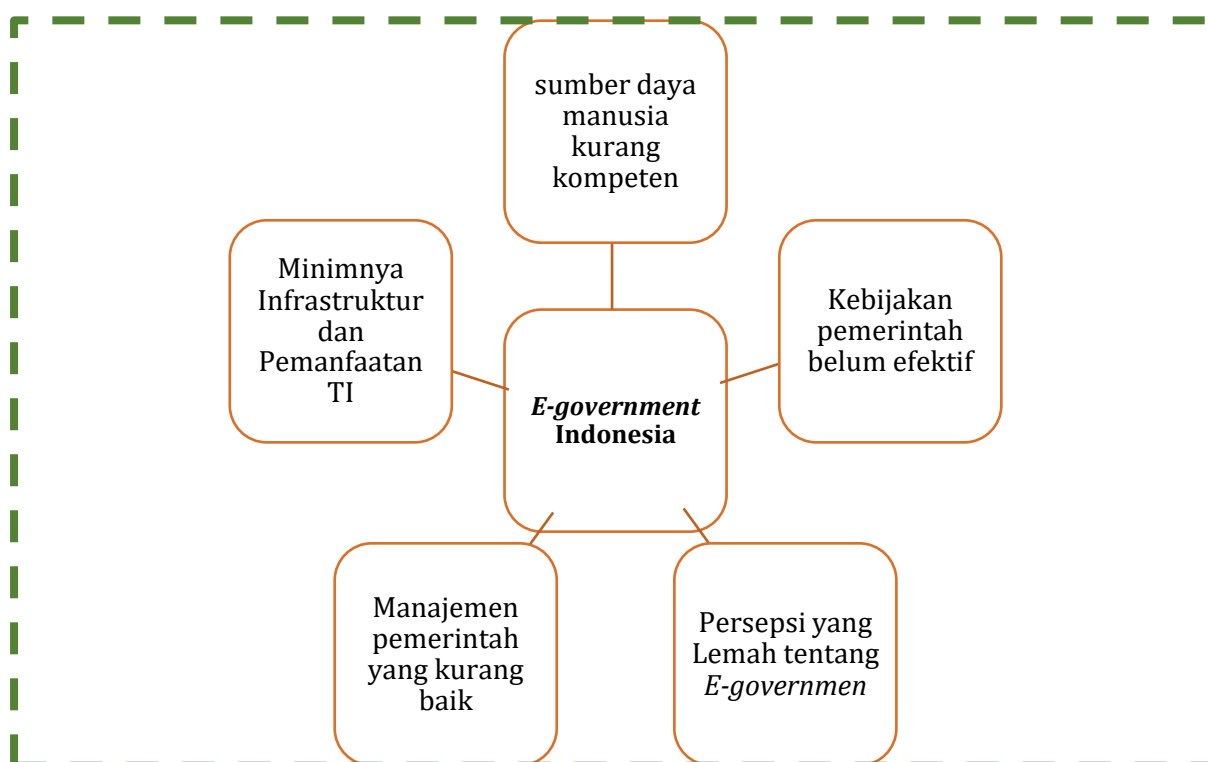 sumber daya
manusia
kurang
kompeten
Minimnya
Infrastruktur
dan
Pemanfaatan
TI
Kebijakan
pemerintah
belum efektif
E-government
Indonesia
Manajemen
pemerintah
yang kurang
baik
Persepsi yang
Lemah tentang
E-governmen